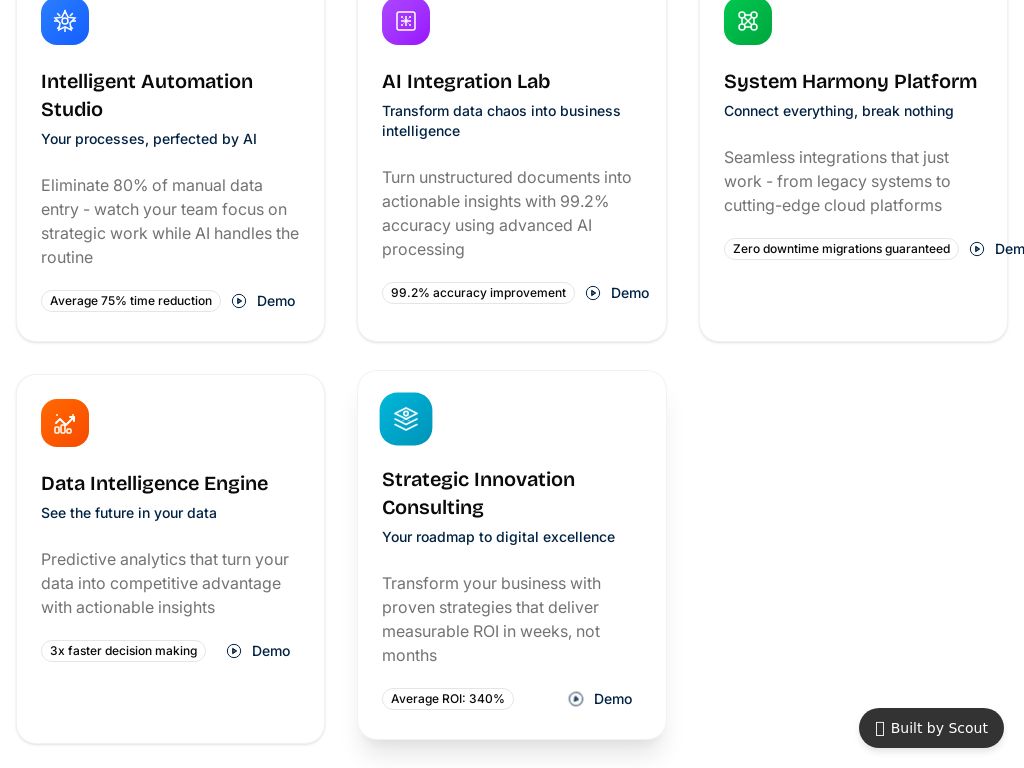 Intelligent Automation
Studio
Your processes, perfected by AI
Eliminate 80% of manual data
entry - watch your team focus on
strategic work while AI handles the
routine
Average 75% time reduction
Demo
AI Integration Lab
Transform data chaos into business
intelligence
Turn unstructured documents into
actionable insights with 99.2%
accuracy using advanced AI
processing
99.2% accuracy improvement
Demo
System Harmony Platform
Connect everything, break nothing
Seamless integrations that just
work - from legacy systems to
cutting-edge cloud platforms
Zero downtime migrations guaranteed
Dem
Data Intelligence Engine
See the future in your data
Predictive analytics that turn your
data into competitive advantage
with actionable insights
3x faster decision making
Demo
Strategic Innovation
Consulting
Your roadmap to digital excellence
Transform your business with
proven strategies that deliver
measurable ROI in weeks, not
months
Average ROI: 340%
Demo
Built by Scout